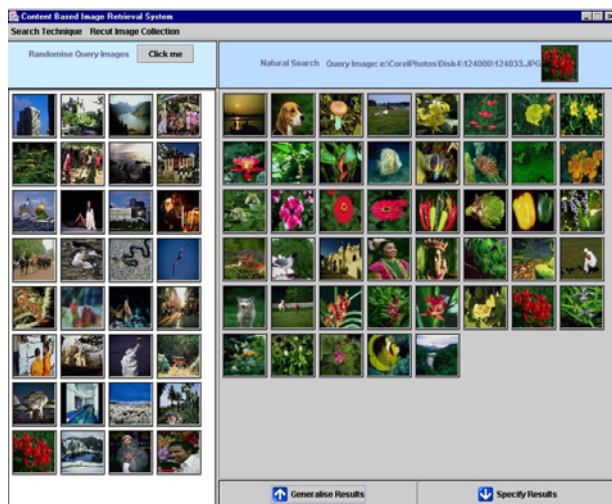 Content Based Image Retrieval System
Search Technique Recut Image Collection
Randomise Query Images Click me
Natural Search Query Image: e:\CorelPhotos\Disk4\124000\124033.JPG
Generalise Results Specify Results